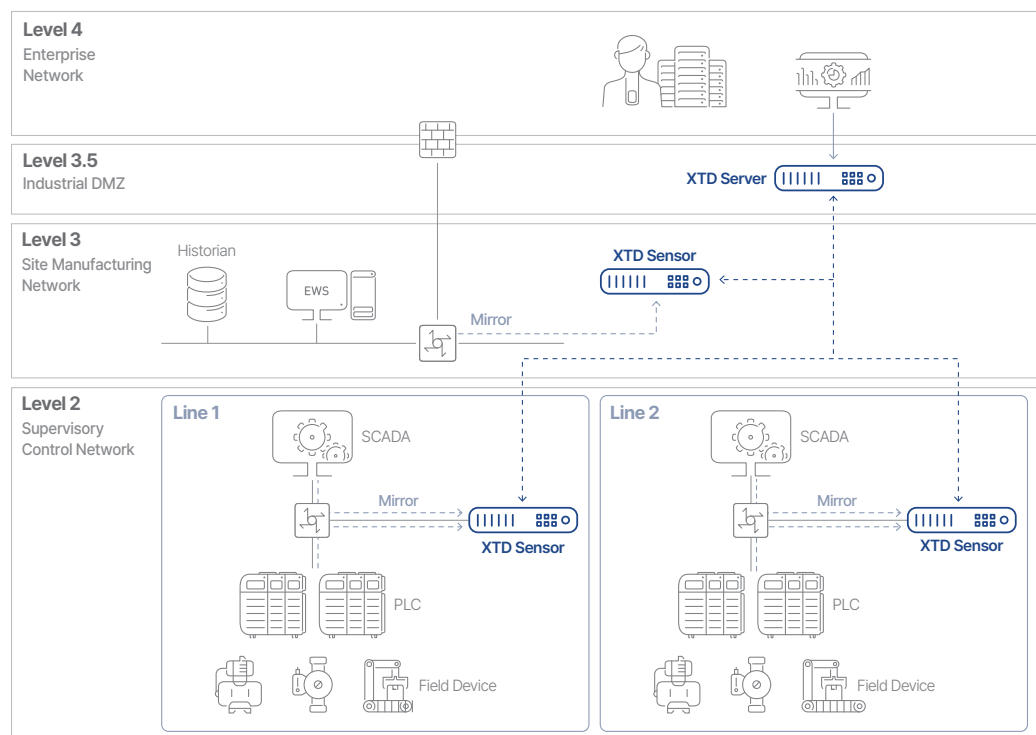 Level 4
Enterprise
Network
Level 3.5
Industrial DMZ
XTD Server
Level 3
Site Manufacturing
Network
Historian
EWS
Mirror
XTD Sensor
Level 2
Supervisory
Control Network
Line 1
SCADA
Mirror
XTD Sensor
PLC
Field Device
Line 2
SCADA
Mirror
XTD Sensor
PLC
Field Device